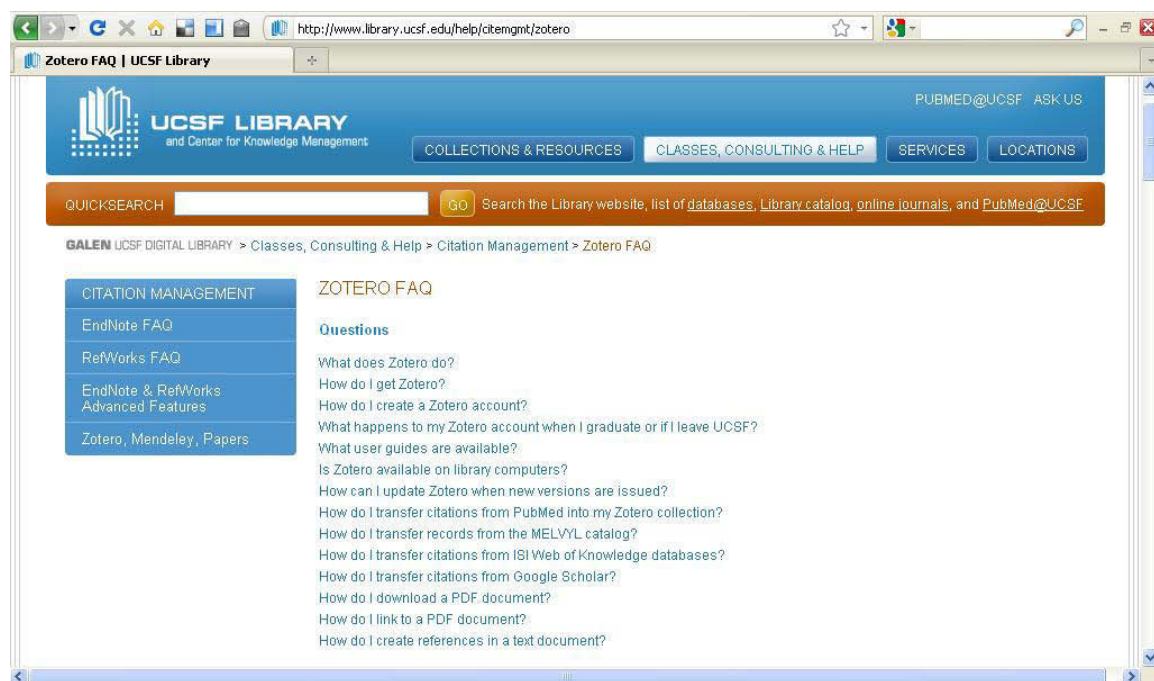 http://www.library.ucsf.edu/help/citemgmt/zotero
Zotero FAQ | UCSF Library
PUBMED@UCSF ASK US
UCSF LIBRARY
and Center for Knowledge Management
COLLECTIONS & RESOURCES CLASSES, CONSULTING & HELP SERVICES LOCATIONS
QUICKSEARCH GO Search the Library website, list of databases, Library catalog, online journals, and PubMed@UCSF
GALEN UCSF DIGITAL LIBRARY > Classes, Consulting & Help > Citation Management > Zotero FAQ
CITATION MANAGEMENT
EndNote FAQ
RefWorks FAQ
EndNote & RefWorks
Advanced Features
Zotero, Mendeley, Papers
ZOTERO FAQ
Questions
What does Zotero do?
How do I get Zotero?
How do I create a Zotero account?
What happens to my Zotero account when I graduate or if I leave UCSF?
What user guides are available?
Is Zotero available on library computers?
How can I update Zotero when new versions are issued?
How do I transfer citations from PubMed into my Zotero collection?
How do I transfer records from the MELVYL catalog?
How do I transfer citations from ISI Web of Knowledge databases?
How do I transfer citations from Google Scholar?
How do I download a PDF document?
How do I link to a PDF document?
How do I create references in a text document?